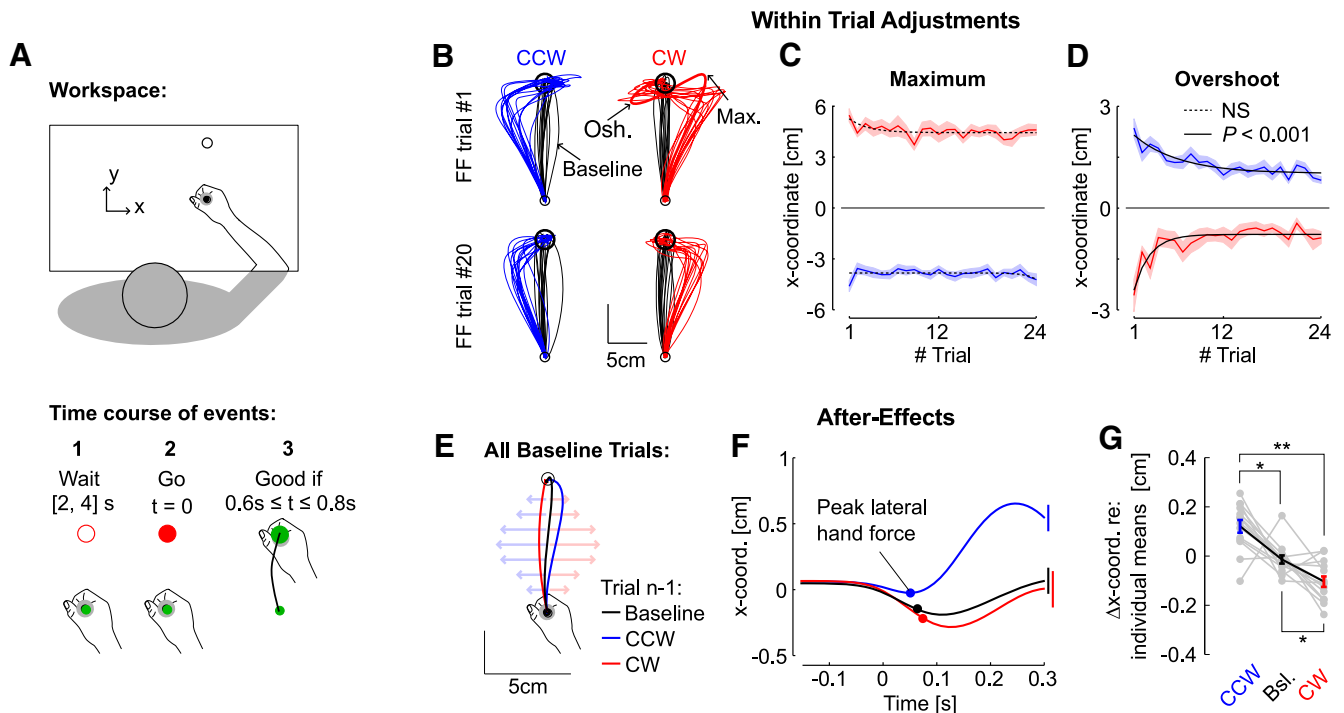 Within Trial Adjustments
A
Workspace:
y
x
Time course of events:
1 2 3
Wait Go Good if
[2, 4] s t = 0 0.6s ≤ t ≤ 0.8s
B
CCW CW
FF trial #1
Osh.
Max.
Baseline
FF trial #20
5cm
C
Maximum
x-coordinate [cm]
6
3
0
-3
-6
1 12 24
# Trial
D
Overshoot
NS
P < 0.001
x-coordinate [cm]
3
0
-3
1 12 24
# Trial
After-Effects
E
All Baseline Trials:
Trial n-1:
Baseline
CCW
CW
5cm
F
x-coord. [cm]
1
0.5
0
-0.5
Peak lateral
hand force
-0.1 0 0.1 0.2 0.3
Time [s]
G
Δx-coord. re:
individual means [cm]
0.4
0.2
0
-0.2
-0.4
**
*
*
CCW Bsl. CW